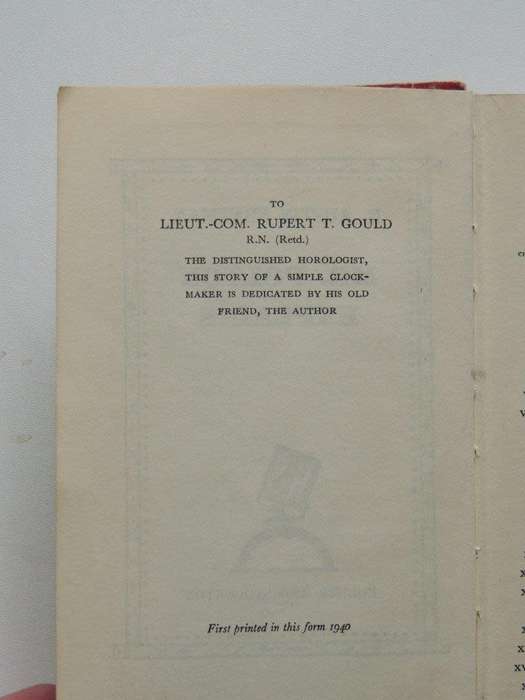 TO
LIEUT.-COM. RUPERT T. GOULD
R.N. (Retd.)
THE DISTINGUISHED HOROLOGIST,
THIS STORY OF A SIMPLE CLOCK-
MAKER IS DEDICATED BY HIS OLD
FRIEND, THE AUTHOR
First printed in this form 1940